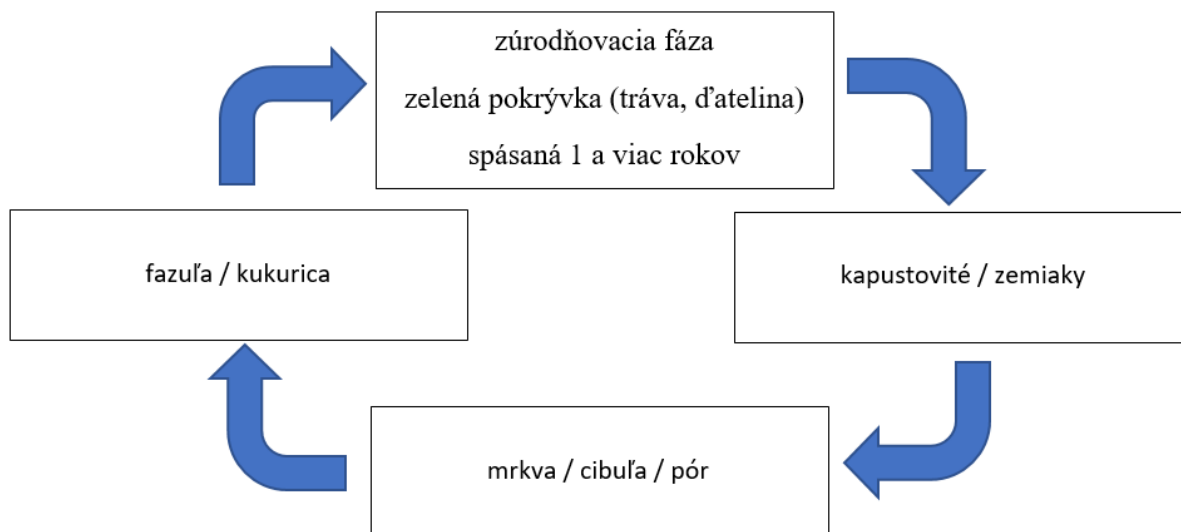 zúrodňovacia fáza
zelená pokrývka (tráva, ďatelina)
spásaná 1 a viac rokov
kapustovité / zemiaky
mrkva / cibuľa / pór
fazuľa / kukurica